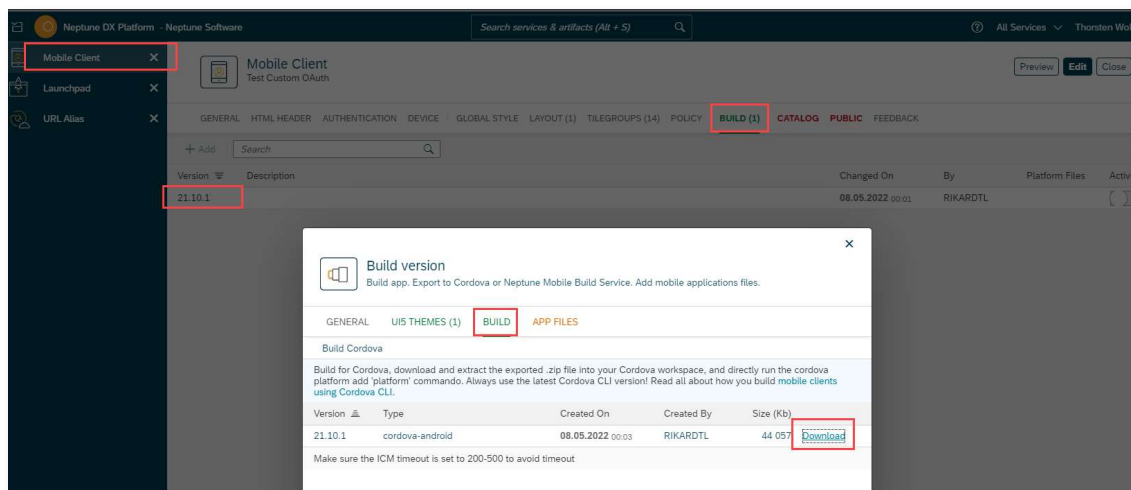 Neptune DX Platform - Neptune Software
Search services & artifacts (Alt + S)
All Services
Thorsten Wol
Mobile Client
Launchpad
URL Alias
Mobile Client
Test Custom OAuth
Preview
Edit
Close
GENERAL HTML HEADER AUTHENTICATION DEVICE GLOBAL STYLE LAYOUT (1) TILEGROUPS (14) POLICY BUILD (1) CATALOG PUBLIC FEEDBACK
+ Add
Search
Version Description Changed On By Platform Files Activ
21.10.1 08.05.2022 00:01 RIKARDTL
Build version
Build app. Export to Cordova or Neptune Mobile Build Service. Add mobile applications files.
GENERAL UI5 THEMES (1) BUILD APP FILES
Build Cordova
Build for Cordova, download and extract the exported .zip file into your Cordova workspace, and directly run the cordova
platform add 'platform' commando. Always use the latest Cordova CLI version! Read all about how you build mobile clients
using Cordova CLI.
Version Type Created On Created By Size (Kb)
21.10.1 cordova-android 08.05.2022 00:03 RIKARDTL 44 057 Download
Make sure the ICM timeout is set to 200-500 to avoid timeout